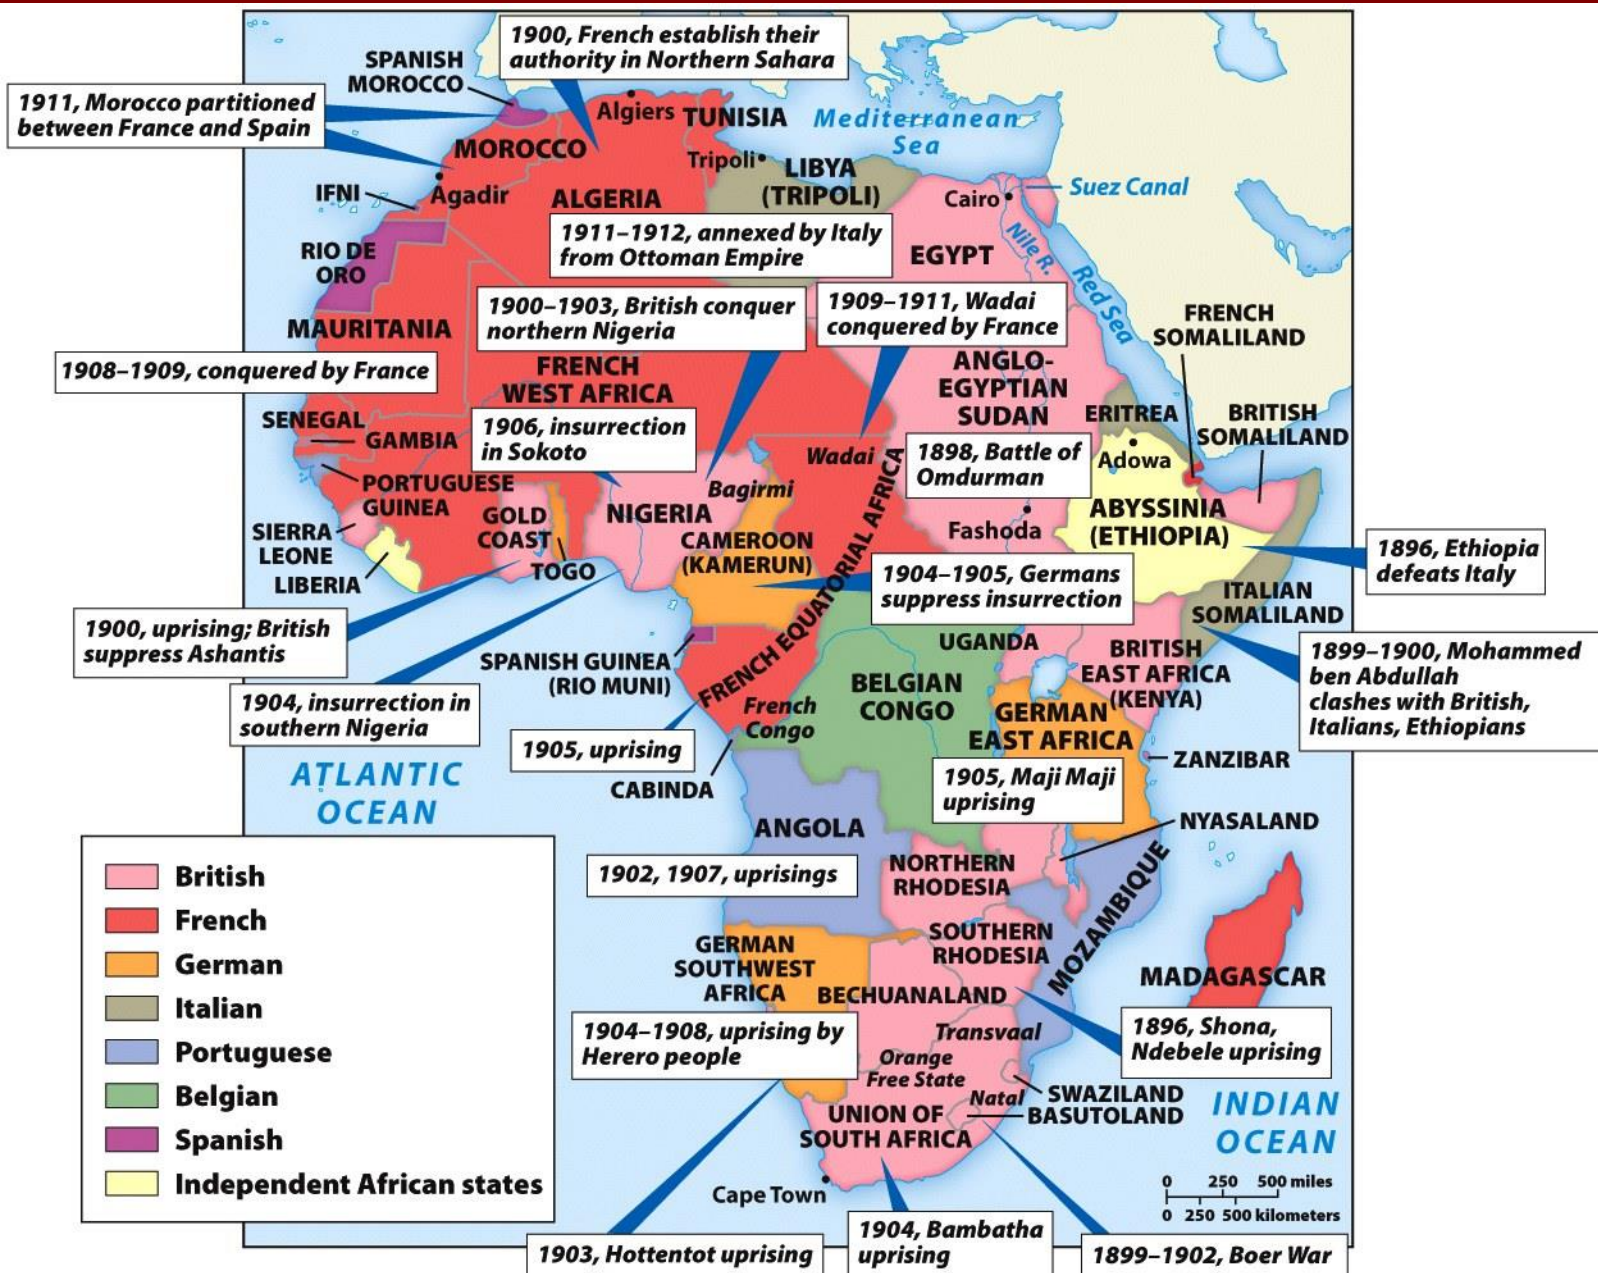 1900, French establish their
authority in Northern Sahara
SPANISH
MOROCCO
1911, Morocco partitioned
between France and Spain
Algiers
TUNISIA
Mediterranean
Sea
MOROCCO
Tripoli
LIBYA
(TRIPOLI)
IFNI
Agadir
ALGERIA
Cairo
Suez Canal
1911–1912, annexed by Italy
from Ottoman Empire
EGYPT
Nile R.
Red Sea
RIO DE
ORO
1900–1903, British conquer
northern Nigeria
1909–1911, Wadai
conquered by France
FRENCH
SOMALILAND
MAURITANIA
1908–1909, conquered by France
FRENCH
WEST AFRICA
ANGLO-
EGYPTIAN
SUDAN
ERITREA
BRITISH
SOMALILAND
SENEGAL
GAMBIA
1906, insurrection
in Sokoto
Wadai
1898, Battle of
Omdurman
Adowa
PORTUGUESE
GUINEA
Bagirmi
ABYSSINIA
(ETHIOPIA)
GOLD
COAST
NIGERIA
Fashoda
SIERRA
LEONE
LIBERIA
TOGO
CAMEROON
(KAMERUN)
FRENCH EQUATORIAL AFRICA
1896, Ethiopia
defeats Italy
1904–1905, Germans
suppress insurrection
ITALIAN
SOMALILAND
1900, uprising; British
suppress Ashantis
UGANDA
BRITISH
EAST AFRICA
(KENYA)
1899–1900, Mohammed
ben Abdullah
clashes with British,
Italians, Ethiopians
SPANISH GUINEA
(RIO MUNI)
BELGIAN
CONGO
1904, insurrection in
southern Nigeria
French
Congo
GERMAN
EAST AFRICA
1905, uprising
ZANZIBAR
CABINDA
1905, Maji Maji
uprising
ATLANTIC
OCEAN
ANGOLA
NYASALAND
1902, 1907, uprisings
NORTHERN
RHODESIA
MOZAMBIQUE
British
French
German
Italian
Portuguese
Belgian
Spanish
Independent African states
GERMAN
SOUTHWEST
AFRICA
SOUTHERN
RHODESIA
MADAGASCAR
BECHUANALAND
1904–1908, uprising by
Herero people
Transvaal
1896, Shona,
Ndebele uprising
Orange
Free State
Natal
SWAZILAND
BASUTOLAND
UNION OF
SOUTH AFRICA
INDIAN
OCEAN
Cape Town
0 250 500 miles
0 250 500 kilometers
1903, Hottentot uprising
1904, Bambatha
uprising
1899–1902, Boer War